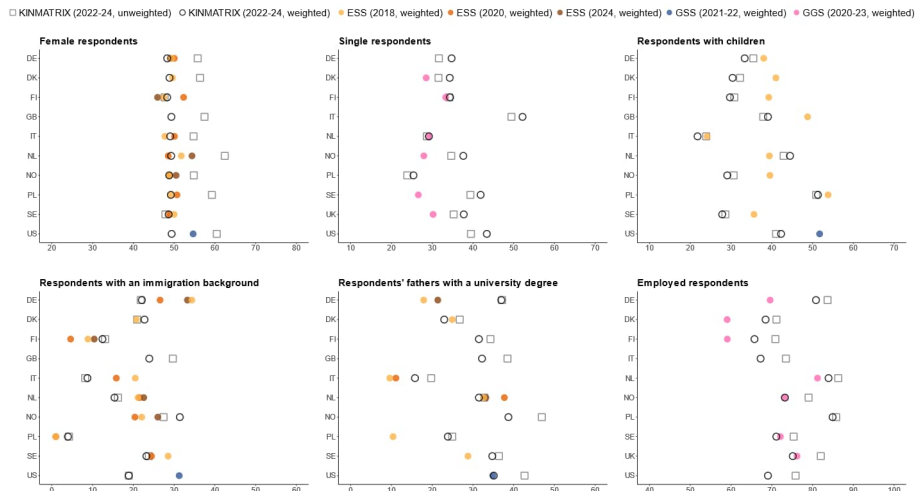 KINMATRIX (2022-24, unweighted) KINMATRIX (2022-24, weighted) ESS (2018, weighted) ESS (2020, weighted) ESS (2024, weighted) GSS (2021-22, weighted) GGS (2020-23, weighted)
Female respondents
DE
DK
FI
GB
IT
NL
NO
PL
SE
US
20 30 40 50 60 70 80
Single respondents
DE
DK
FI
IT
NL
NO
PL
SE
UK
US
10 20 30 40 50 60 70
Respondents with children
DE
DK
FI
GB
IT
NL
NO
PL
SE
US
10 20 30 40 50 60 70
Respondents with an immigration background
DE
DK
FI
GB
IT
NL
NO
PL
SE
US
0 10 20 30 40 50 60
Respondents' fathers with a university degree
DE
DK
FI
GB
IT
NL
NO
PL
SE
US
0 10 20 30 40 50 60
Employed respondents
DE
DK
FI
IT
NL
NO
PL
SE
UK
US
40 50 60 70 80 90 100